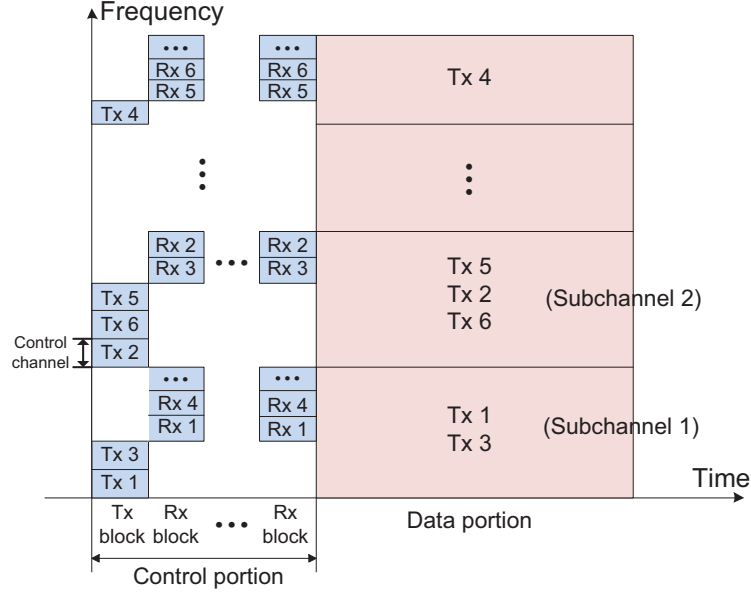 Frequency
... ...
Rx 6 Rx 6
Rx 5 Rx 5
Tx 4
Tx 4
...
...
Rx 2 Rx 2
Rx 3 ... Rx 3
Tx 5
Tx 2
Tx 6
(Subchannel 2)
Tx 5
Tx 6
Tx 2
Control
channel
... ...
Rx 4 Rx 4
Rx 1 Rx 1
Tx 1
Tx 3
(Subchannel 1)
Tx 3
Tx 1
Time
Tx
block
Rx
block
...
Rx
block
Data portion
Control portion